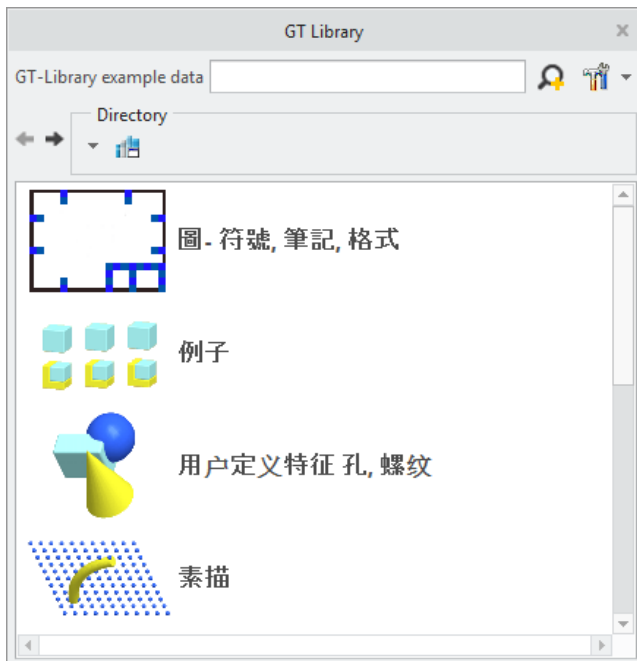 GT Library
GT-Library example data
Directory
圖- 符號, 筆記, 格式
例子
用户定义特征 孔, 螺纹
素描